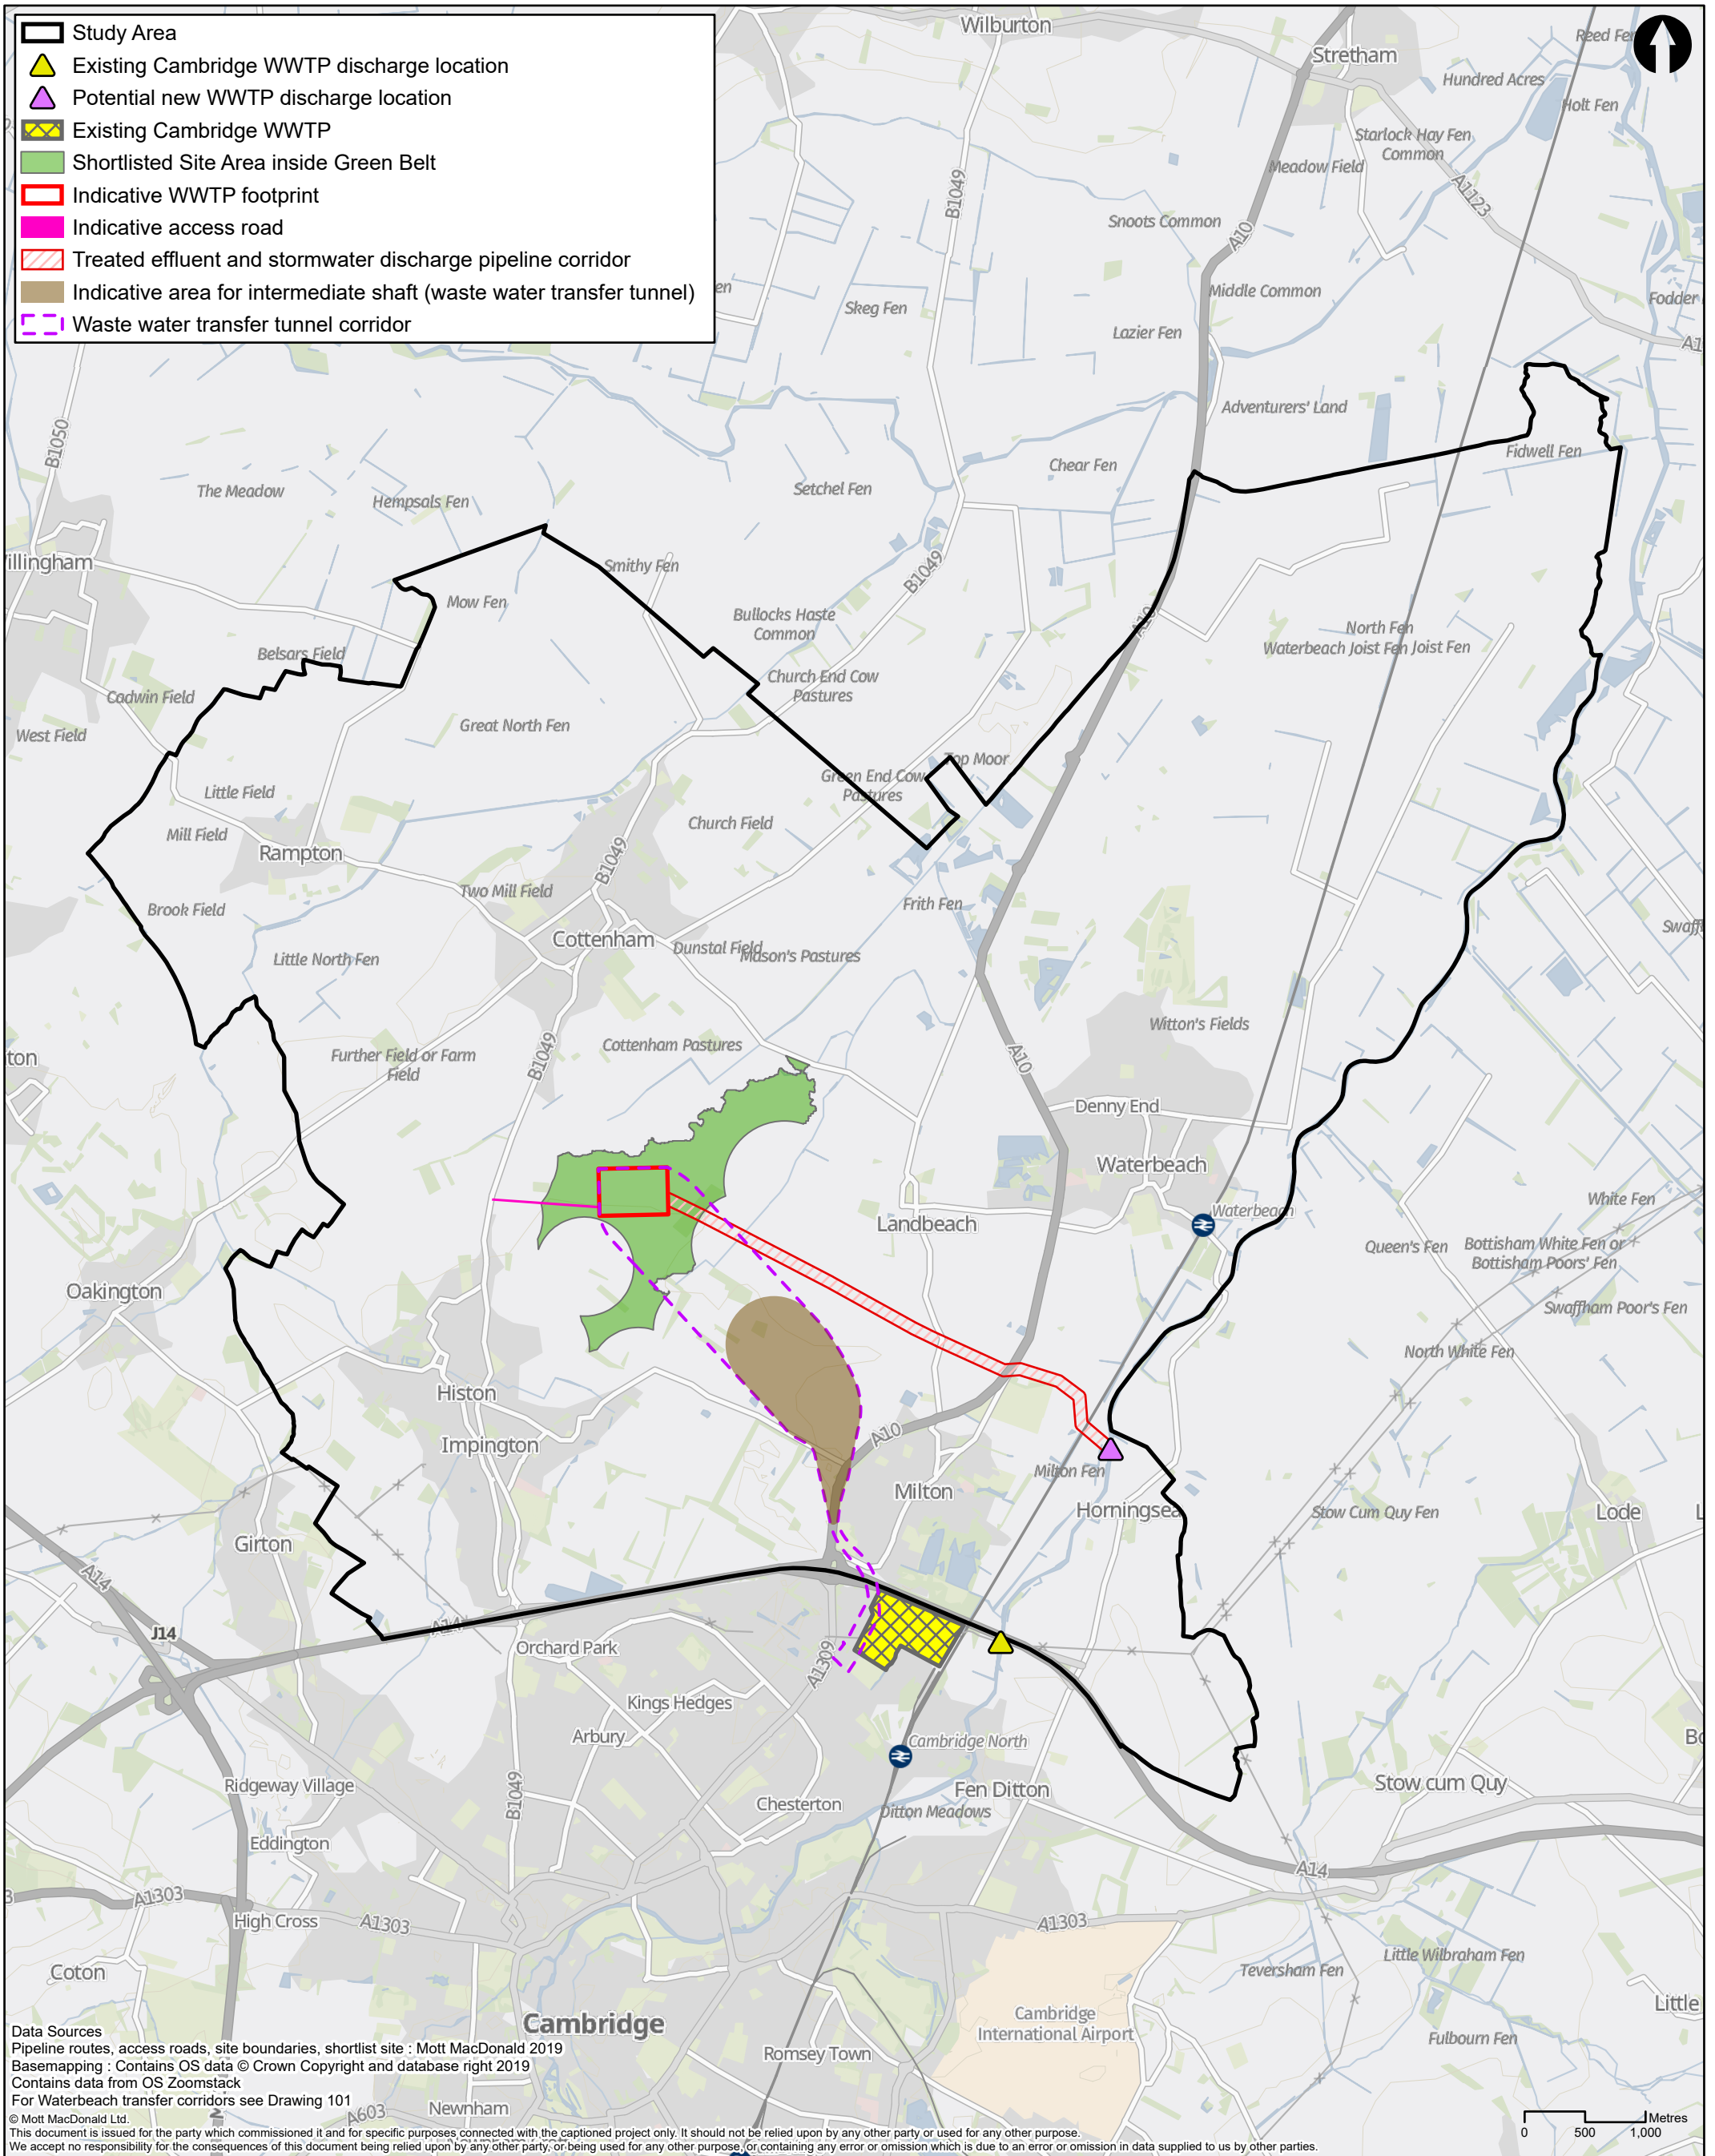 Study Area
Existing Cambridge WWTP discharge location
Potential new WWTP discharge location
Existing Cambridge WWTP
Shortlisted Site Area inside Green Belt
Indicative WWTP footprint
Indicative access road
Treated effluent and stormwater discharge pipeline corridor
Indicative area for intermediate shaft (waste water transfer tunnel)
Waste water transfer tunnel corridor
Wilburton
Stretham
Reed Fen
Hundred Acres
Holt Fen
Starlock Hay Fen
Common
Meadow Field
A1123
B1049
Snoots Common
A10
Middle Common
Skeg Fen
Lazier Fen
Fodder
A1
Adventurers' Land
B1050
Fidwell Fen
Chear Fen
The Meadow
Hempsals Fen
Setchel Fen
illingham
Smithy Fen
B1049
Mow Fen
Bullocks Haste
Common
A10
North Fen
Waterbeach Joist Fen Joist Fen
Belsars Field
Cadwin Field
Church End Cow
Pastures
West Field
Great North Fen
Top Moor
Green End Cow
Pastures
Little Field
Mill Field
Church Field
Rampton
B1049
Two Mill Field
Brook Field
Frith Fen
Swaff
Cottenham
Dunstal Field
Mason's Pastures
Little North Fen
Witton's Fields
Cottenham Pastures
Further Field or Farm
Field
B1049
A10
ton
Denny End
Waterbeach
White Fen
Waterbeach
Landbeach
Queen's Fen
Bottisham White Fen or
Bottisham Poors' Fen
Oakington
Swaffham Poor's Fen
North White Fen
Histon
A10
Impington
Milton Fen
Milton
Horningsea
Stow Cum Quy Fen
Lode
L
Girton
A14
J14
A14
Orchard Park
A1309
Kings Hedges
Arbury
Cambridge North
Bo
Ridgeway Village
B1049
Fen Ditton
Stow cum Quy
Chesterton
Ditton Meadows
Eddington
A14
3
A1303
High Cross
A1303
A1303
Little Wilbraham Fen
Coton
Teversham Fen
Little
Cambridge
Cambridge
International Airport
Fulbourn Fen
Romsey Town
Data Sources
Pipeline routes, access roads, site boundaries, shortlist site : Mott MacDonald 2019
Basemapping : Contains OS data © Crown Copyright and database right 2019
Contains data from OS Zoomstack
For Waterbeach transfer corridors see Drawing 101
A603
Newnham
© Mott MacDonald Ltd.
This document is issued for the party which commissioned it and for specific purposes connected with the captioned project only. It should not be relied upon by any other party or used for any other purpose.
We accept no responsibility for the consequences of this document being relied upon by any other party, or being used for any other purpose, or containing any error or omission which is due to an error or omission in data supplied to us by other parties.
Metres
0 500 1,000